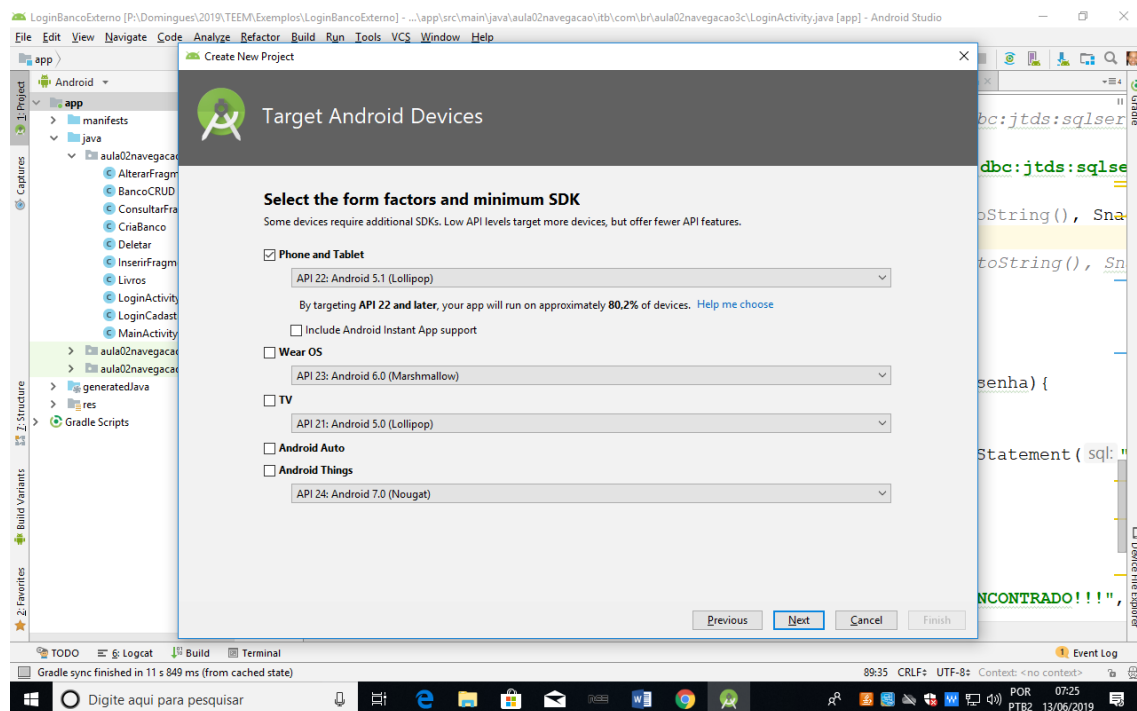 LoginBancoExterno [P:\Domingues\2019\TEEM\Exemplos\LoginBancoExterno] - ...\app\src\main\java\aula02navegacao\itb\com\br\aula02navegacao3c\LoginActivity.java [app] - Android Studio
File Edit View Navigate Code Analyze Refactor Build Run Tools VCS Window Help
app
Create New Project
Android
1: Project
Captures
Z: Structure
Build Variants
2: Favorites
app
manifests
java
aula02navegacac
AlterarFragm
BancoCRUD
ConsultarFra
CriaBanco
Deletar
InserirFragm
Livros
LoginActivity
LoginCadast
MainActivity
aula02navegacac
aula02navegacac
generatedJava
res
Gradle Scripts
Target Android Devices
Select the form factors and minimum SDK
Some devices require additional SDKs. Low API levels target more devices, but offer fewer API features.
Phone and Tablet
API 22: Android 5.1 (Lollipop)
By targeting API 22 and later, your app will run on approximately 80,2% of devices. Help me choose
Include Android Instant App support
Wear OS
API 23: Android 6.0 (Marshmallow)
TV
API 21: Android 5.0 (Lollipop)
Android Auto
Android Things
API 24: Android 7.0 (Nougat)
Previous Next Cancel Finish
bc:jtds:sqlser
dbc:jtds:sqlse
oString(), Sna
toString(), Sn
senha){
Statement( sql: "
NCONTRADO!!!",
Gradle
Device File Explorer
TODO 6: Logcat Build Terminal 1 Event Log
Gradle sync finished in 11 s 849 ms (from cached state) 89:35 CRLF UTF-8 Context: <no context>
Digite aqui para pesquisar
POR 07:25
PTB2 13/06/2019